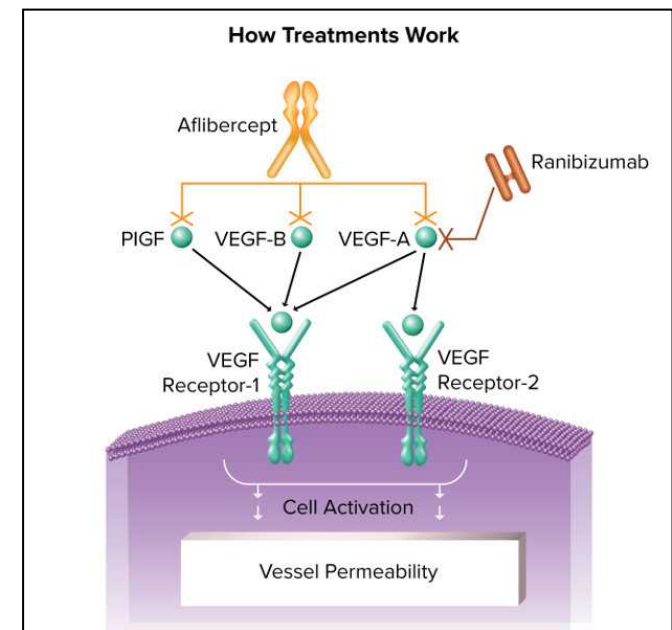 How Treatments Work
Aflibercept
Ranibizumab
PIGF
VEGF-B
VEGF-A
VEGF
Receptor-1
VEGF
Receptor-2
Cell Activation
Vessel Permeability